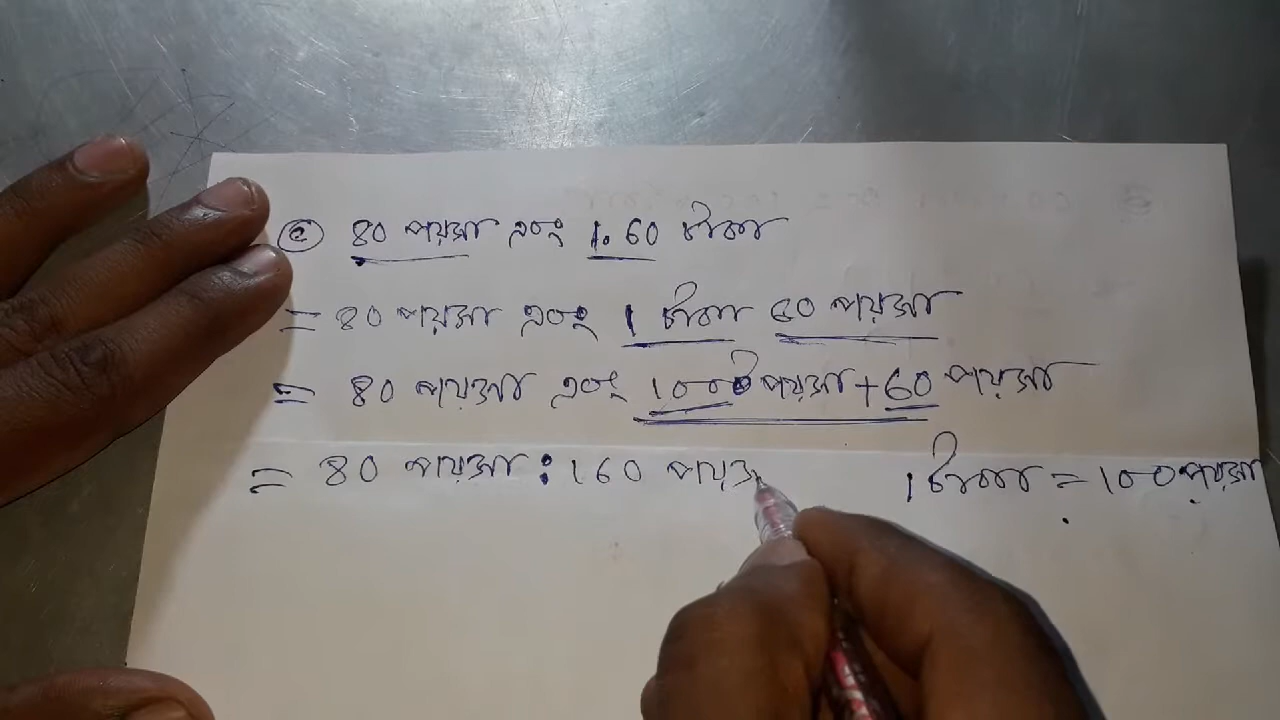 ⓔ 80 পয়সা এবং 1.60 টাকা
= 80 পয়সা এবং 1 টাকা 60 পয়সা
= 80 পয়সা এবং 100 পয়সা + 60 পয়সা
= 80 পয়সা : 160 পয়স
1 টাকা = 100 পয়সা